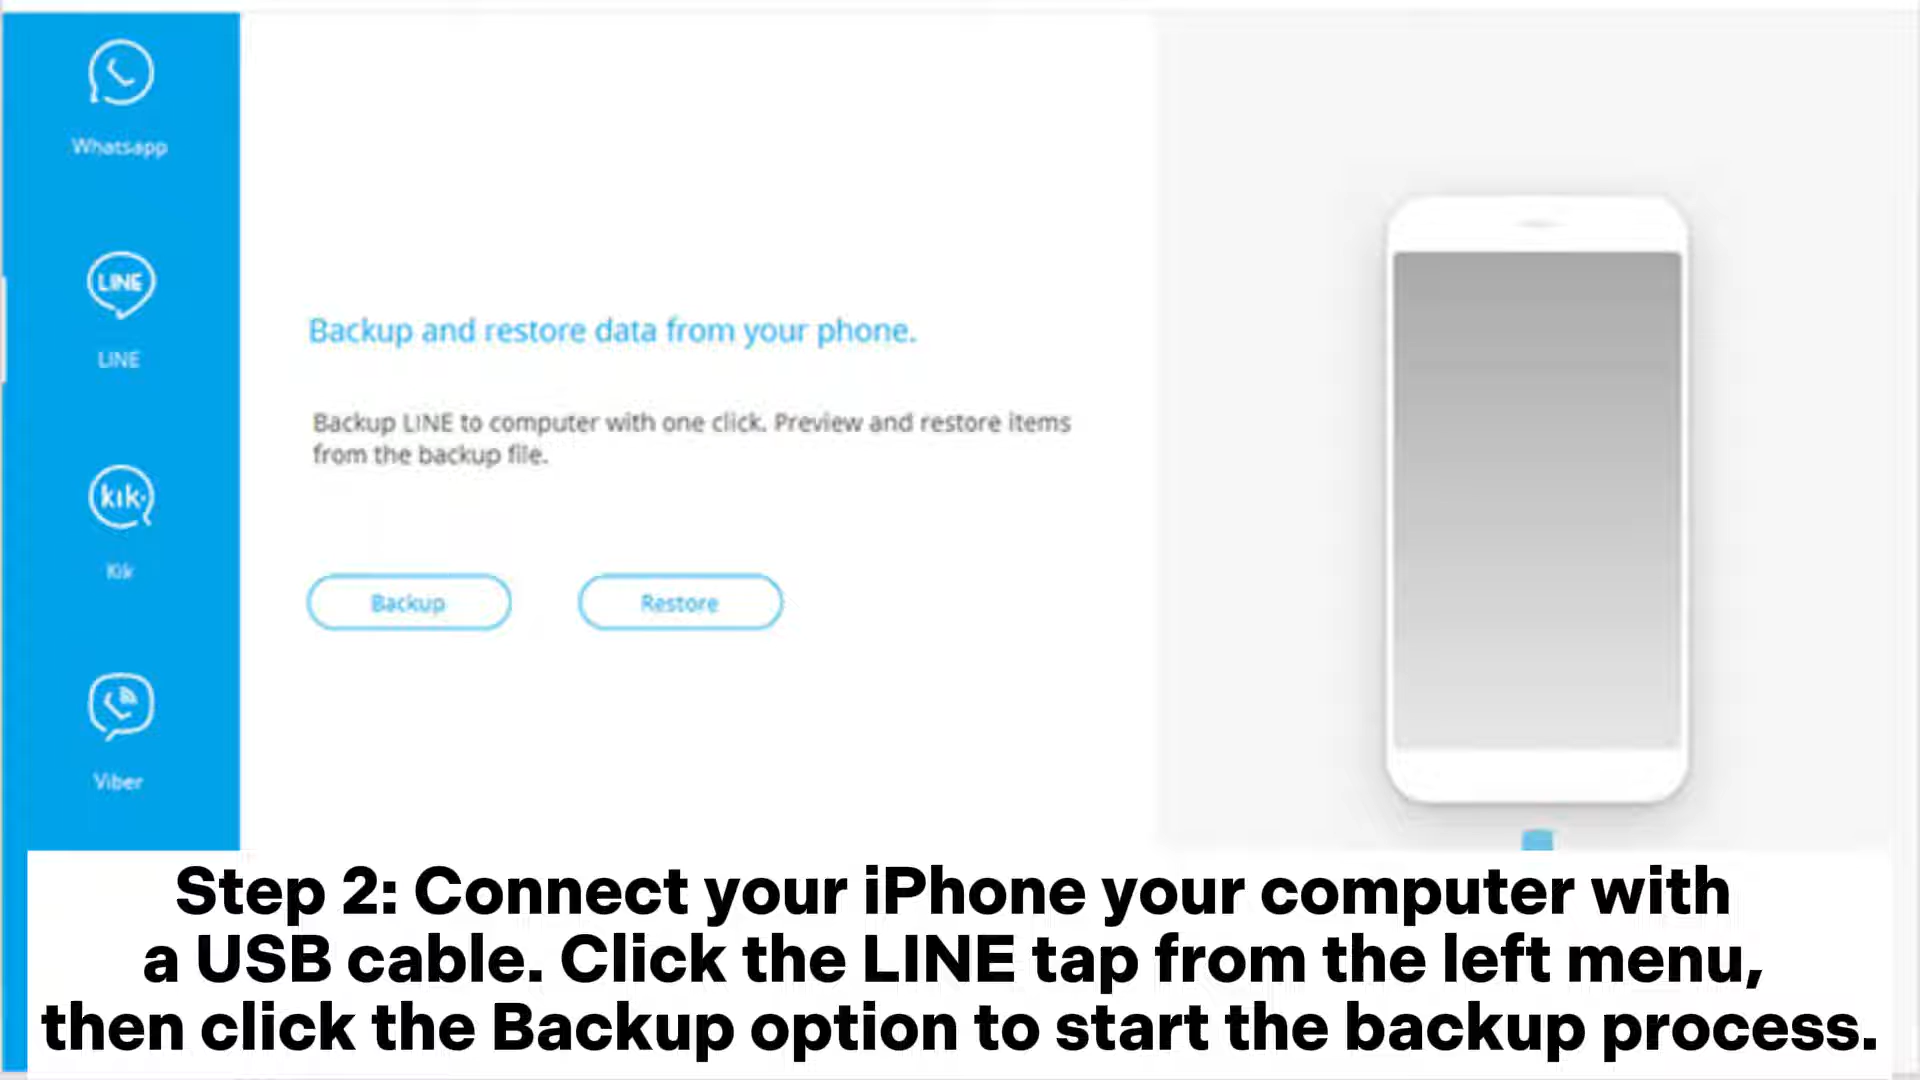 Whatsapp
LINE
LINE
kik
Kik
Viber
Backup and restore data from your phone.
Backup LINE to computer with one click. Preview and restore items
from the backup file.
Backup
Restore
Step 2: Connect your iPhone your computer with
a USB cable. Click the LINE tap from the left menu,
then click the Backup option to start the backup process.